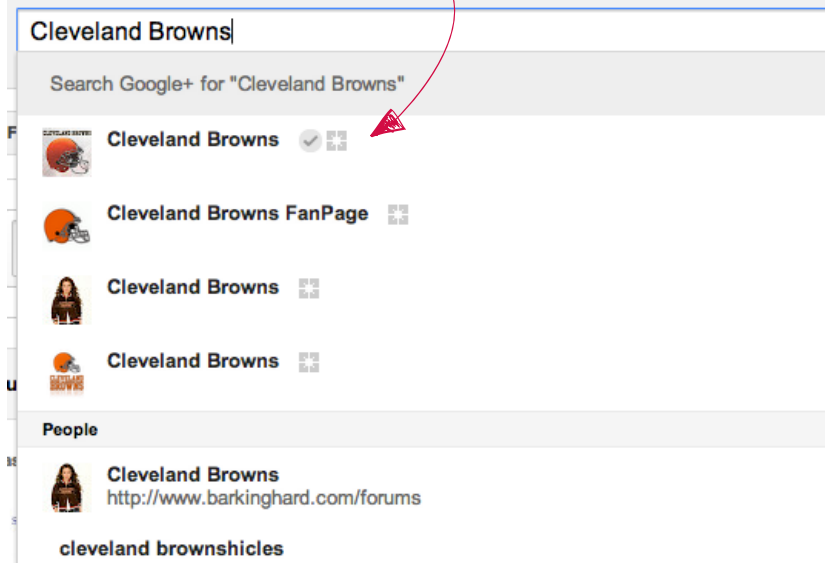 Cleveland Browns
Search Google+ for "Cleveland Browns"
Cleveland Browns
Cleveland Browns FanPage
Cleveland Browns
Cleveland Browns
People
Cleveland Browns
http://www.barkinghard.com/forums
cleveland brownshicles